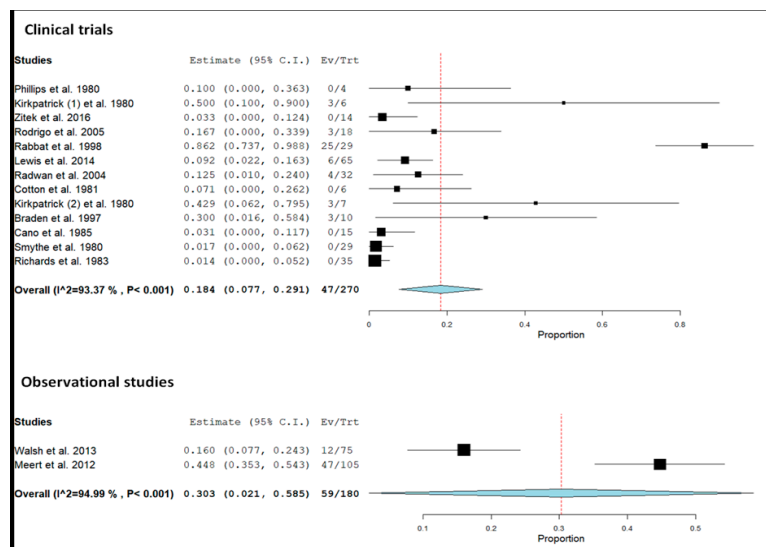 Clinical trials
Studies Estimate (95% C.I.) Ev/Trt
Phillips et al. 1980 0.100 (0.000, 0.363) 0/4
Kirkpatrick (1) et al. 1980 0.500 (0.100, 0.900) 3/6
Zitek et al. 2016 0.033 (0.000, 0.124) 0/14
Rodrigo et al. 2005 0.167 (0.000, 0.339) 3/18
Rabbat et al. 1998 0.862 (0.737, 0.988) 25/29
Lewis et al. 2014 0.092 (0.022, 0.163) 6/65
Radwan et al. 2004 0.125 (0.010, 0.240) 4/32
Cotton et al. 1981 0.071 (0.000, 0.262) 0/6
Kirkpatrick (2) et al. 1980 0.429 (0.062, 0.795) 3/7
Braden et al. 1997 0.300 (0.016, 0.584) 3/10
Cano et al. 1985 0.031 (0.000, 0.117) 0/15
Smythe et al. 1980 0.017 (0.000, 0.062) 0/29
Richards et al. 1983 0.014 (0.000, 0.052) 0/35
Overall (I^2=93.37 % , P< 0.001) 0.184 (0.077, 0.291) 47/270
0 0.2 0.4 0.6 0.8
Proportion
Observational studies
Studies Estimate (95% C.I.) Ev/Trt
Walsh et al. 2013 0.160 (0.077, 0.243) 12/75
Meert et al. 2012 0.448 (0.353, 0.543) 47/105
Overall (I^2=94.99 % , P< 0.001) 0.303 (0.021, 0.585) 59/180
0.1 0.2 0.3 0.4 0.5
Proportion